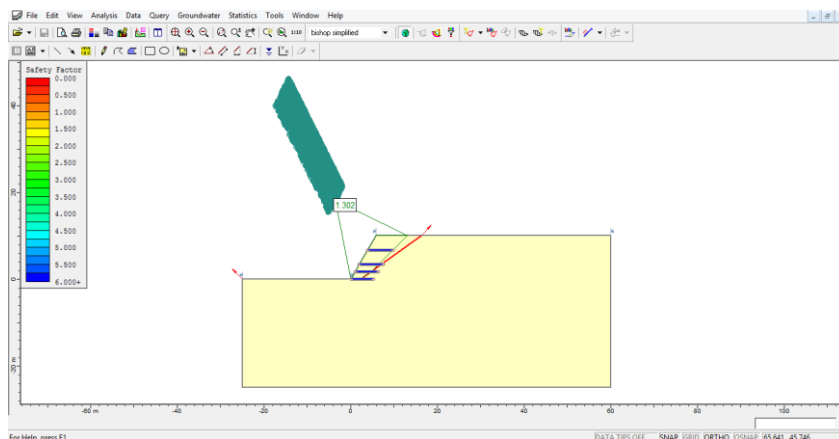 File Edit View Analysis Data Query Groundwater Statistics Tools Window Help
1:10 bishop simplified
Safety Factor
0.000
0.500
1.000
1.500
2.000
2.500
3.000
3.500
4.000
4.500
5.000
5.500
6.000+
40
20
0
-20 m
1.302
-60 m -40 -20 0 20 40 60 80 100
For Help, press F1
DATA TIPS OFF SNAP GRID ORTHO OSNAP 65.641, 45.746